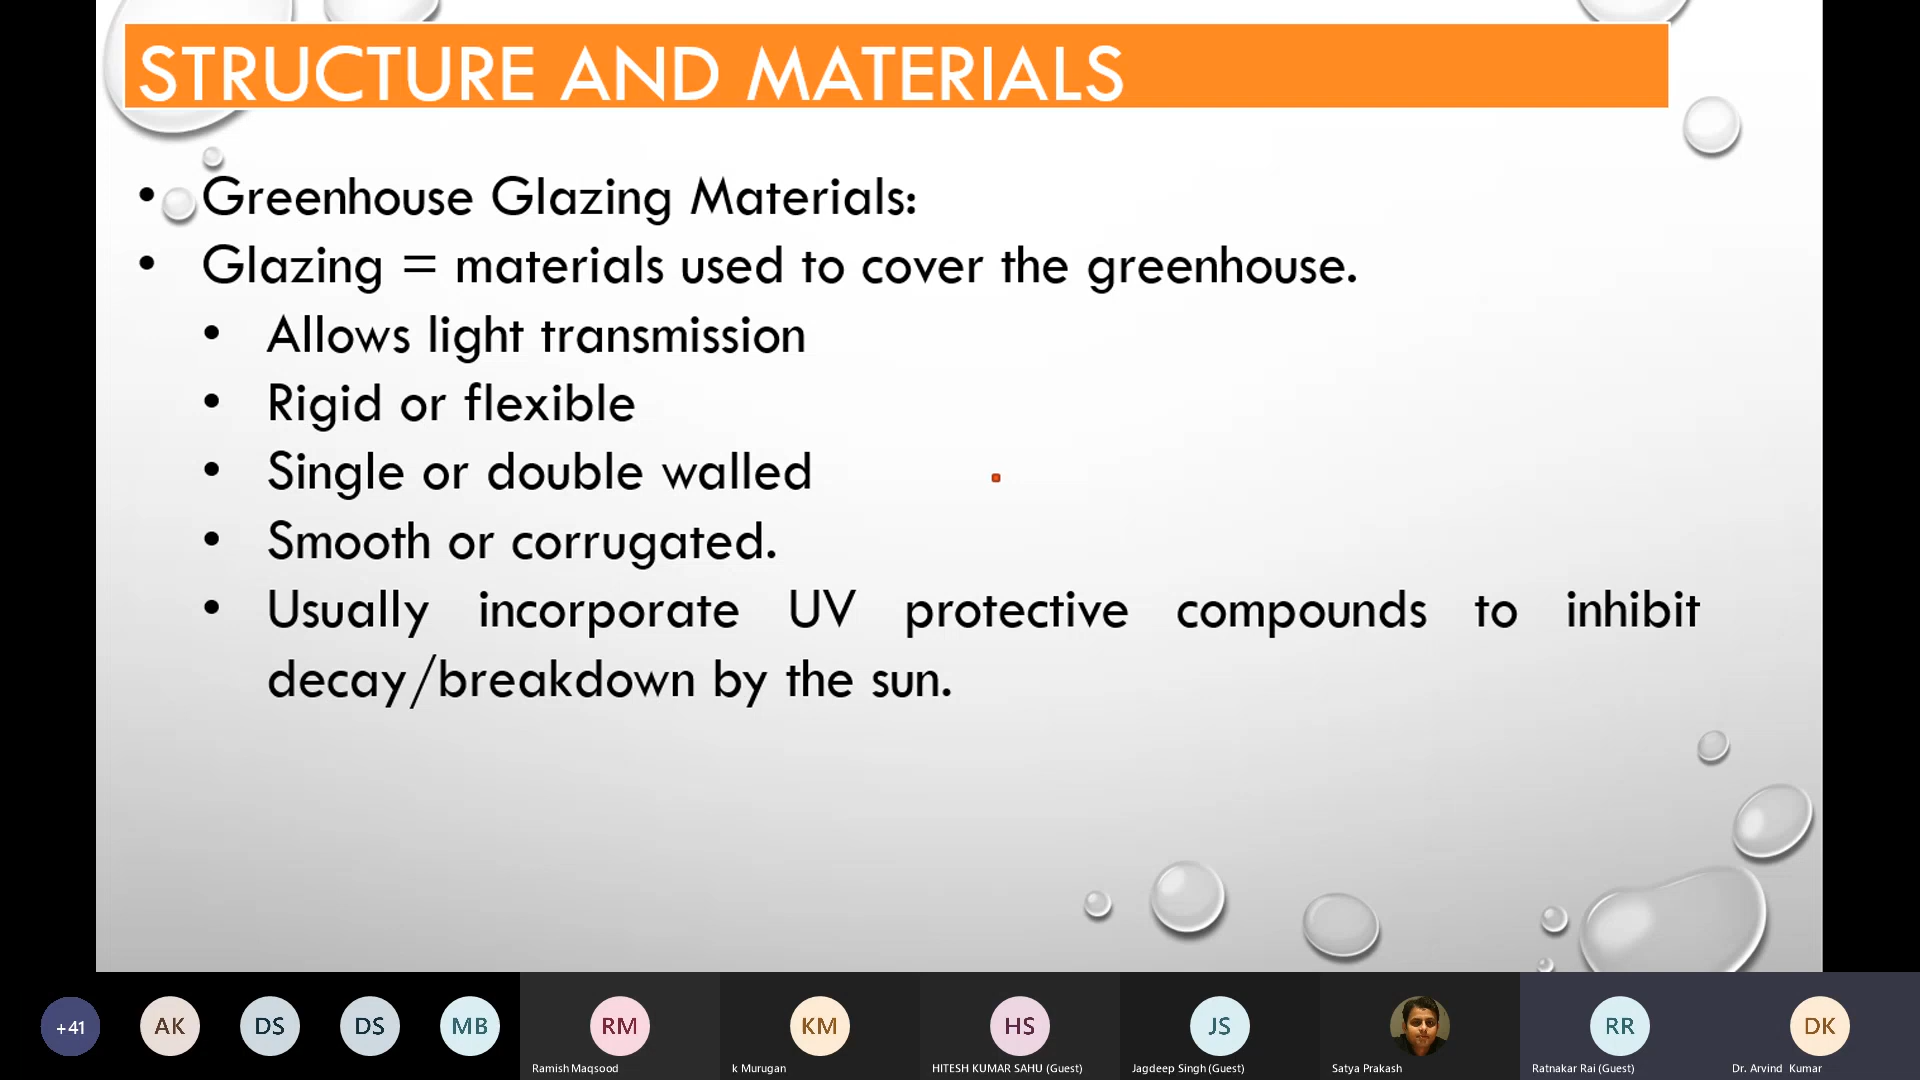 STRUCTURE AND MATERIALS
• Greenhouse Glazing Materials:
• Glazing = materials used to cover the greenhouse.
• Allows light transmission
• Rigid or flexible
• Single or double walled
• Smooth or corrugated.
• Usually incorporate UV protective compounds to inhibit
decay/breakdown by the sun.
+41 AK DS DS MB RM KM HS JS RR DK
Ramish Maqsood k Murugan HITESH KUMAR SAHU (Guest) Jagdeep Singh (Guest) Satya Prakash Ratnakar Rai (Guest) Dr. Arvind Kumar